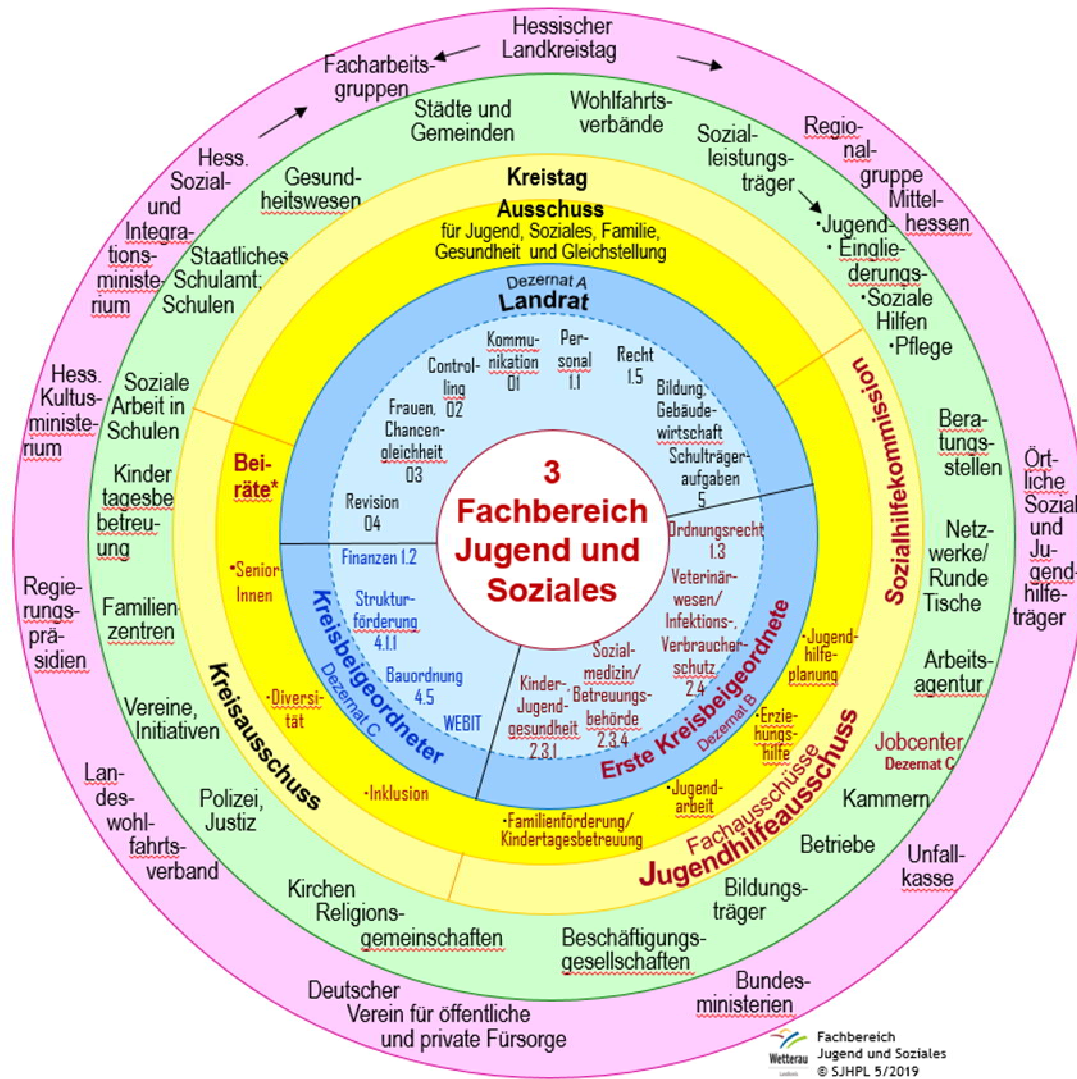 Hessischer
Landkreistag
Facharbeits-
gruppen
Regio-
nal-
gruppe
Mittel-
hessen
Hess.
Sozial-
und
Integra-
tions-
ministe-
rium
Hess.
Kultus-
ministe-
rium
Regie-
rungs-
prä-
sidien
Lan-
des-
wohl-
fahrts-
verband
Deutscher
Verein für öffentliche
und private Fürsorge
Bundes-
ministerien
Unfall-
kasse
Ört-
liche
Sozial
und
Ju-
gend-
hilfe-
träger
Städte und
Gemeinden
Wohlfahrts-
verbände
Sozial-
leistungs-
träger
•Jugend-
• Einglie-
derungs-
•Soziale
Hilfen
•Pflege
Bera-
tungs-
stellen
Netz-
werke/
Runde
Tische
Arbeits-
agentur
Jobcenter
Dezernat C
Kammern
Betriebe
Bildungs-
träger
Beschäftigungs-
gesellschaften
Kirchen
Religions-
gemeinschaften
Polizei,
Justiz
Vereine,
Initiativen
Familien-
zentren
Kinder
tagesbe
betreu-
ung
Soziale
Arbeit in
Schulen
Staatliches
Schulamt;
Schulen
Gesund-
heitswesen
Kreistag
Ausschuss
für Jugend, Soziales, Familie,
Gesundheit und Gleichstellung
Sozialhilfekommission
Jugendhilfeausschuss
Fachausschüsse
•Jugend-
hilfe-
planung
•Erzie-
hungs-
hilfe
•Jugend-
arbeit
•Familienförderung/
Kindertagesbetreuung
Kreisausschuss
Bei-
räte*
•Senior
Innen
-Diversi-
tät
-Inklusion
Dezernat A
Landrat
Kommu-
nikation
01
Per-
sonal
1.1
Recht
1.5
Control-
ling
02
Frauen,
Chancen-
gleichheit
03
Revision
04
Bildung,
Gebäude-
wirtschaft
Schulträger-
aufgaben
5
Erste Kreisbeigeordnete
Dezernat B
Ordnungsrecht
1.3
Veterinär-
wesen/
Infektions-,
Verbraucher-
schutz
2.4
Sozial-
medizin/
Betreuungs-
behörde
2.3.4
Kinder-
Jugend-
gesundheit
2.3.1
Kreisbeigeordneter
Dezernat C
Finanzen 1.2
Struktur-
förderung
4.1.1
Bauordnung
4.5
WEBIT
3
Fachbereich
Jugend und
Soziales
Wetterau
Fachbereich
Jugend und Soziales
© SJHPL 5/2019